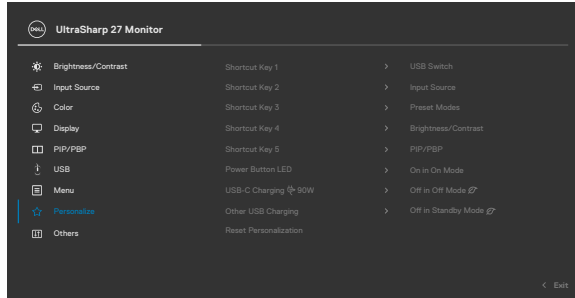 DELL UltraSharp 27 Monitor
Brightness/Contrast Shortcut Key 1 > USB Switch
Input Source Shortcut Key 2 > Input Source
Color Shortcut Key 3 > Preset Modes
Display Shortcut Key 4 > Brightness/Contrast
PIP/PBP Shortcut Key 5 > PIP/PBP
USB Power Button LED > On in On Mode
Menu USB-C Charging 90W > Off in Off Mode
Personalize Other USB Charging > Off in Standby Mode
Others Reset Personalization
< Exit